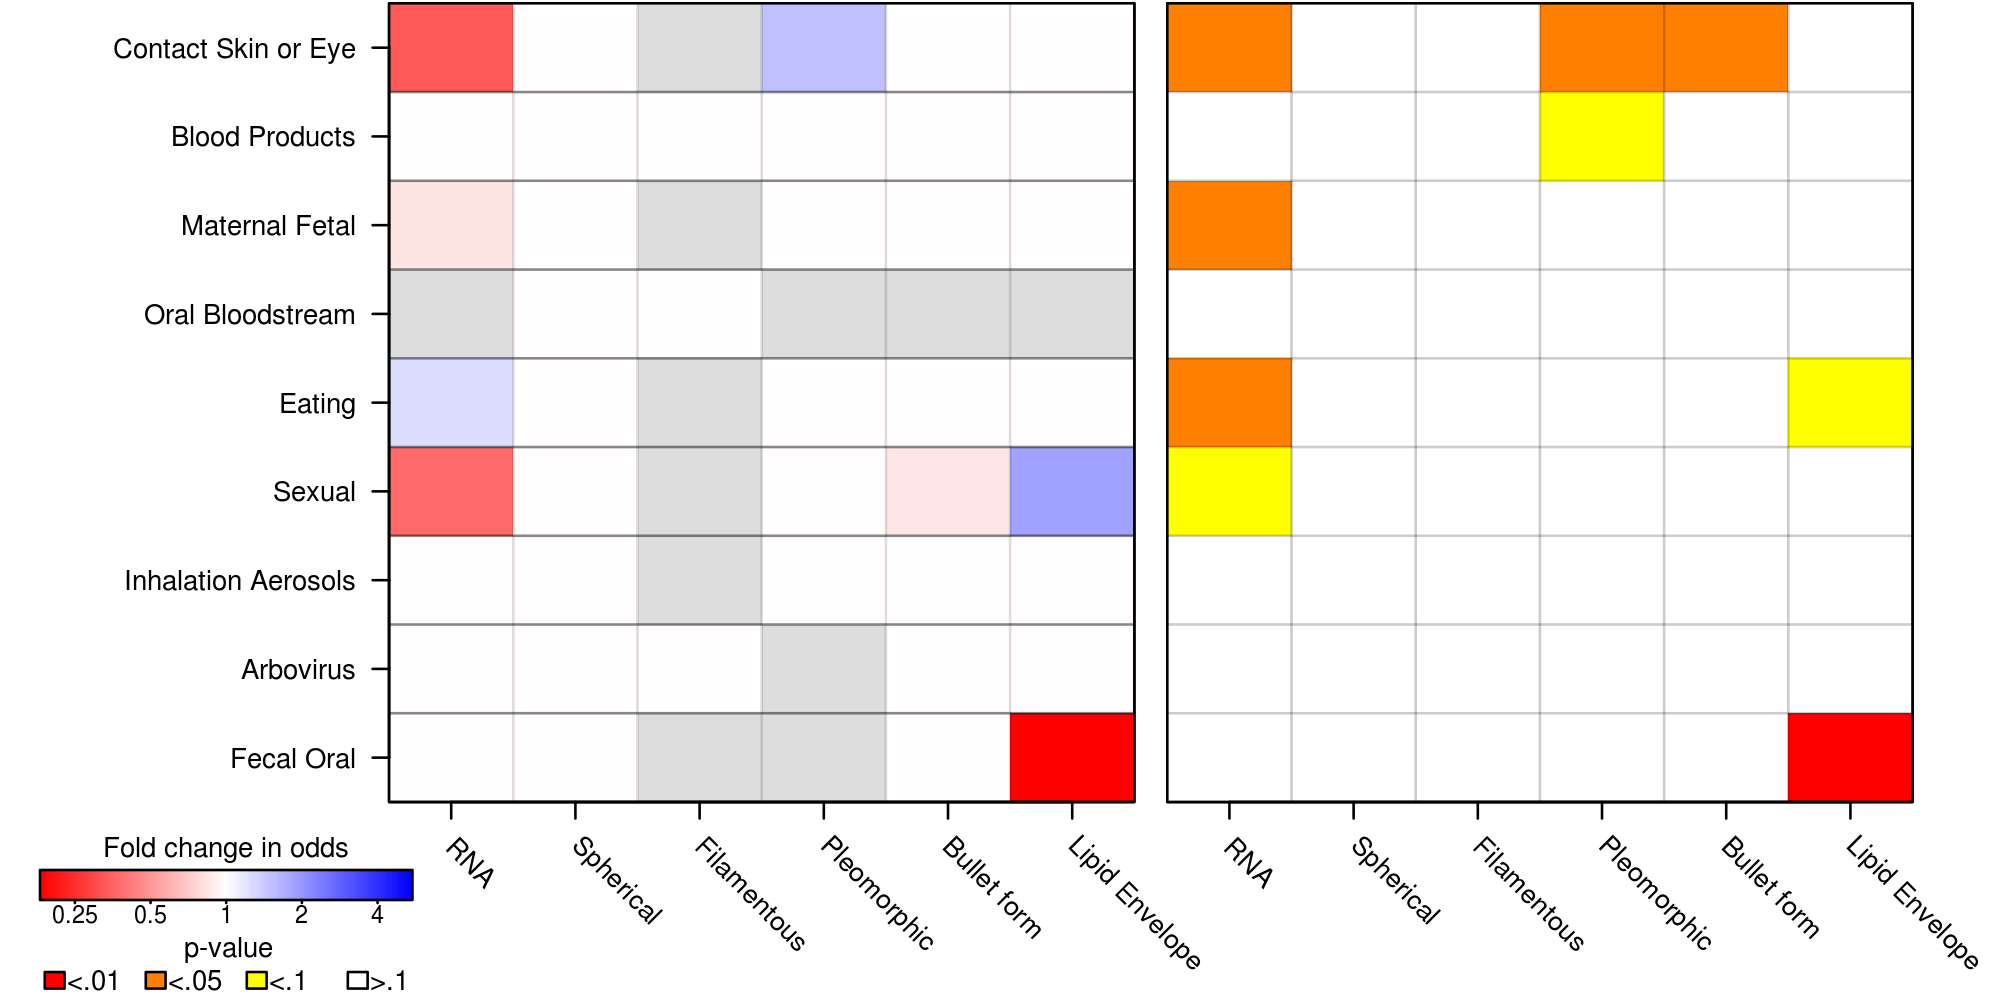 Contact Skin or Eye
Blood Products
Maternal Fetal
Oral Bloodstream
Eating
Sexual
Inhalation Aerosols
Arbovirus
Fecal Oral
RNA
Spherical
Filamentous
Pleomorphic
Bullet form
Lipid Envelope
RNA
Spherical
Filamentous
Pleomorphic
Bullet form
Lipid Envelope
Fold change in odds
0.25 0.5 1 2 4
p-value
<.01 <.05 <.1 >.1